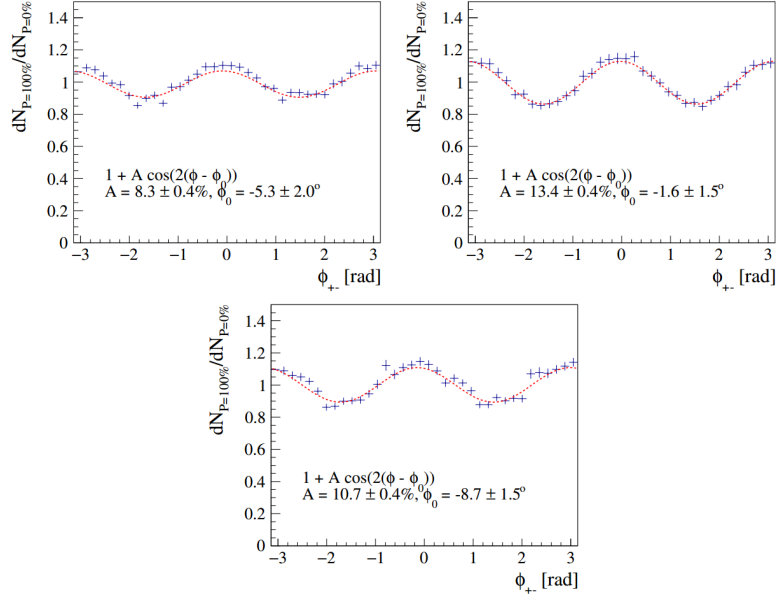 dN_P=100%/dN_P=0%
1.4
1.2
1
0.8
0.6
0.4
0.2
0
1 + A cos(2(ϕ - ϕ_0))
A = 8.3 ± 0.4%, ϕ_0 = -5.3 ± 2.0°
−3 −2 −1 0 1 2 3
ϕ_+- [rad]
dN_P=100%/dN_P=0%
1.4
1.2
1
0.8
0.6
0.4
0.2
0
1 + A cos(2(ϕ - ϕ_0))
A = 13.4 ± 0.4%, ϕ_0 = -1.6 ± 1.5°
−3 −2 −1 0 1 2 3
ϕ_+- [rad]
dN_P=100%/dN_P=0%
1.4
1.2
1
0.8
0.6
0.4
0.2
0
1 + A cos(2(ϕ - ϕ_0))
A = 10.7 ± 0.4%, ϕ_0 = -8.7 ± 1.5°
−3 −2 −1 0 1 2 3
ϕ_+- [rad]